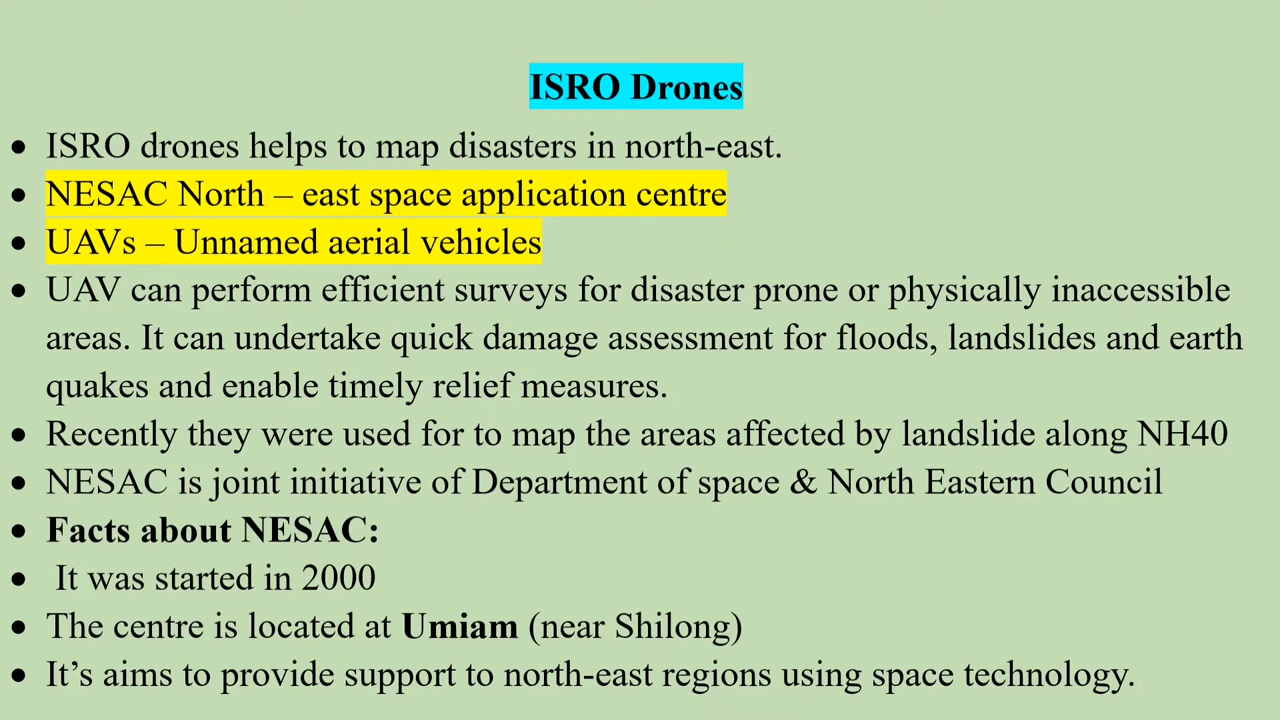 ISRO Drones
• ISRO drones helps to map disasters in north-east.
• NESAC North – east space application centre
• UAVs – Unnamed aerial vehicles
• UAV can perform efficient surveys for disaster prone or physically inaccessible
areas. It can undertake quick damage assessment for floods, landslides and earth
quakes and enable timely relief measures.
• Recently they were used for to map the areas affected by landslide along NH40
• NESAC is joint initiative of Department of space & North Eastern Council
• Facts about NESAC:
• It was started in 2000
• The centre is located at Umiam (near Shilong)
• It’s aims to provide support to north-east regions using space technology.